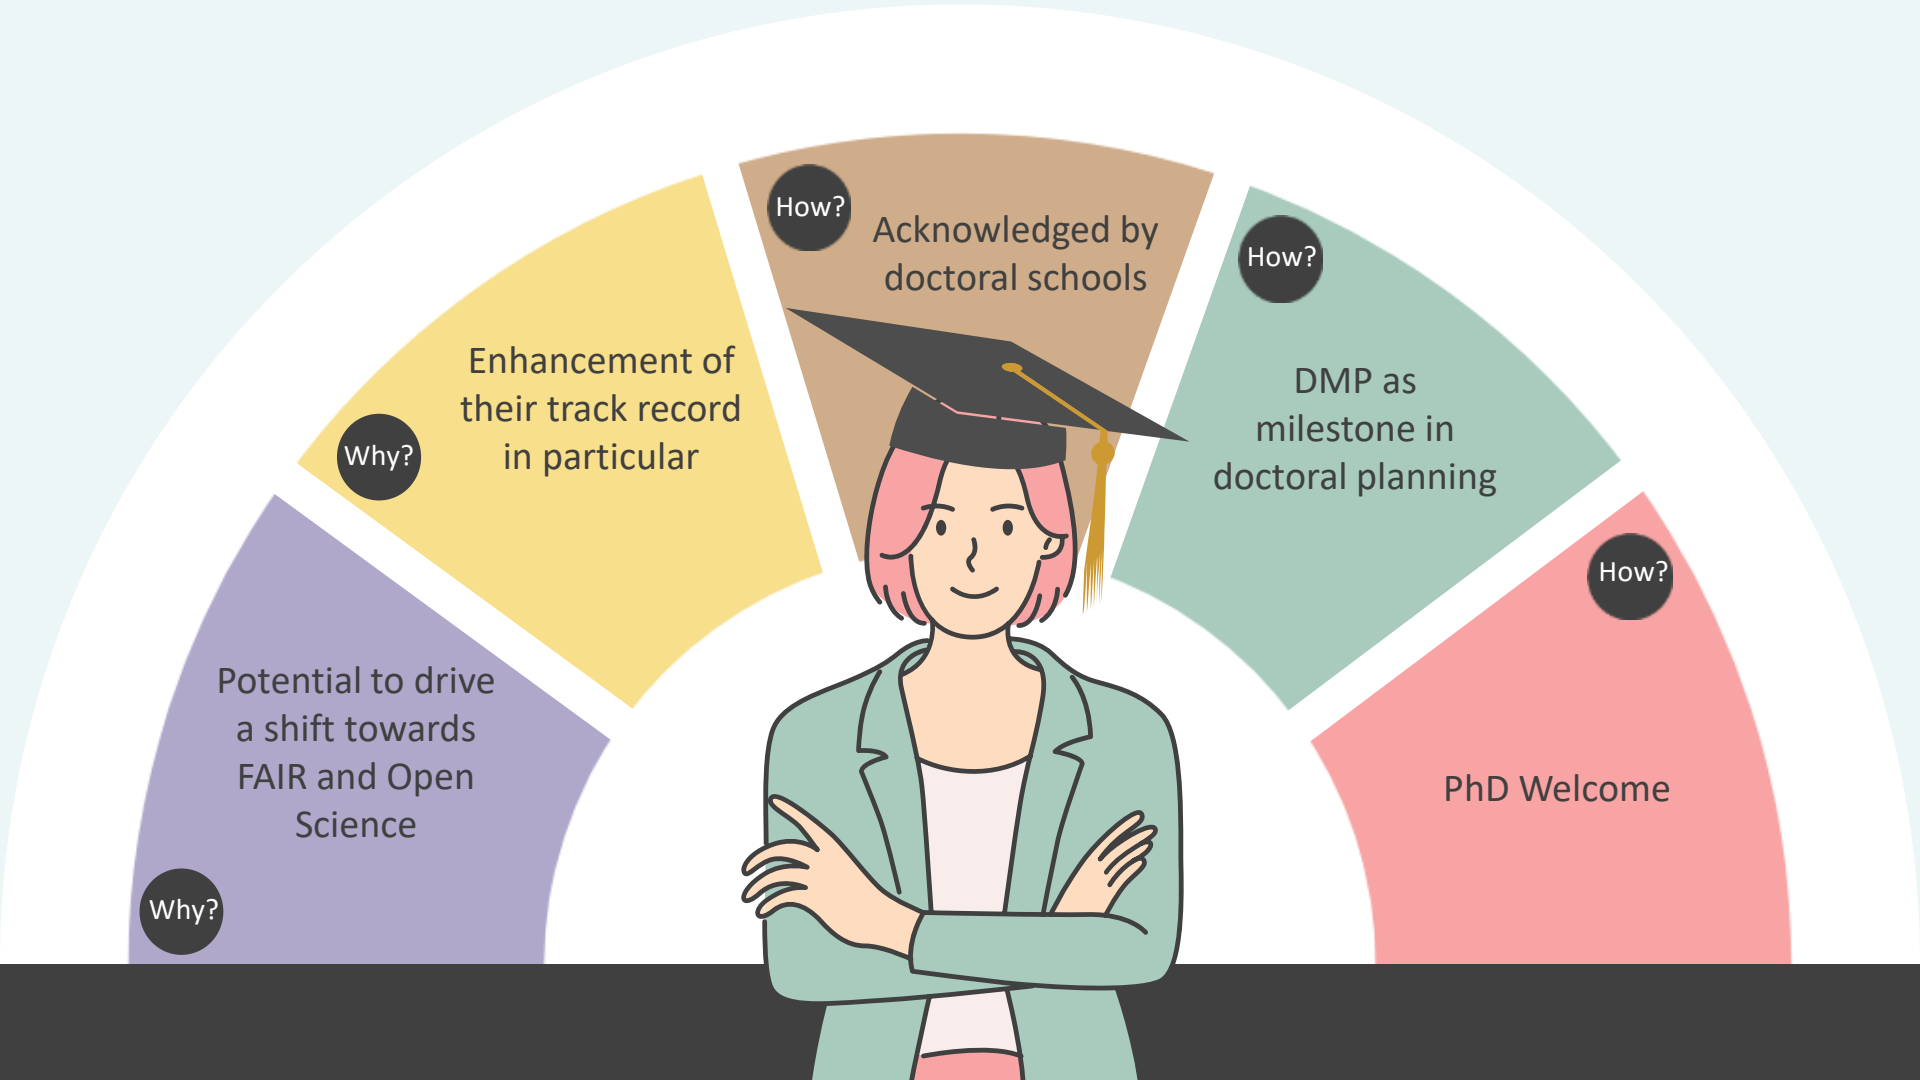 Why?
Potential to drive
a shift towards
FAIR and Open
Science
Why?
Enhancement of
their track record
in particular
How?
Acknowledged by
doctoral schools
How?
DMP as
milestone in
doctoral planning
How?
PhD Welcome